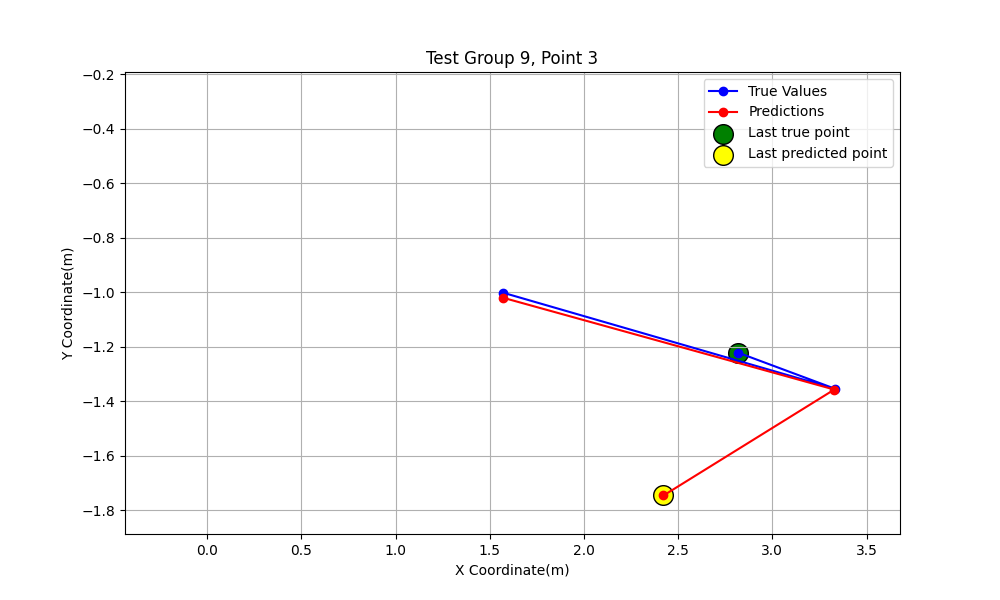 Test Group 9, Point 3
True Values
Predictions
Last true point
Last predicted point
Y Coordinate(m)
−0.2
−0.4
−0.6
−0.8
−1.0
−1.2
−1.4
−1.6
−1.8
0.0 0.5 1.0 1.5 2.0 2.5 3.0 3.5
X Coordinate(m)